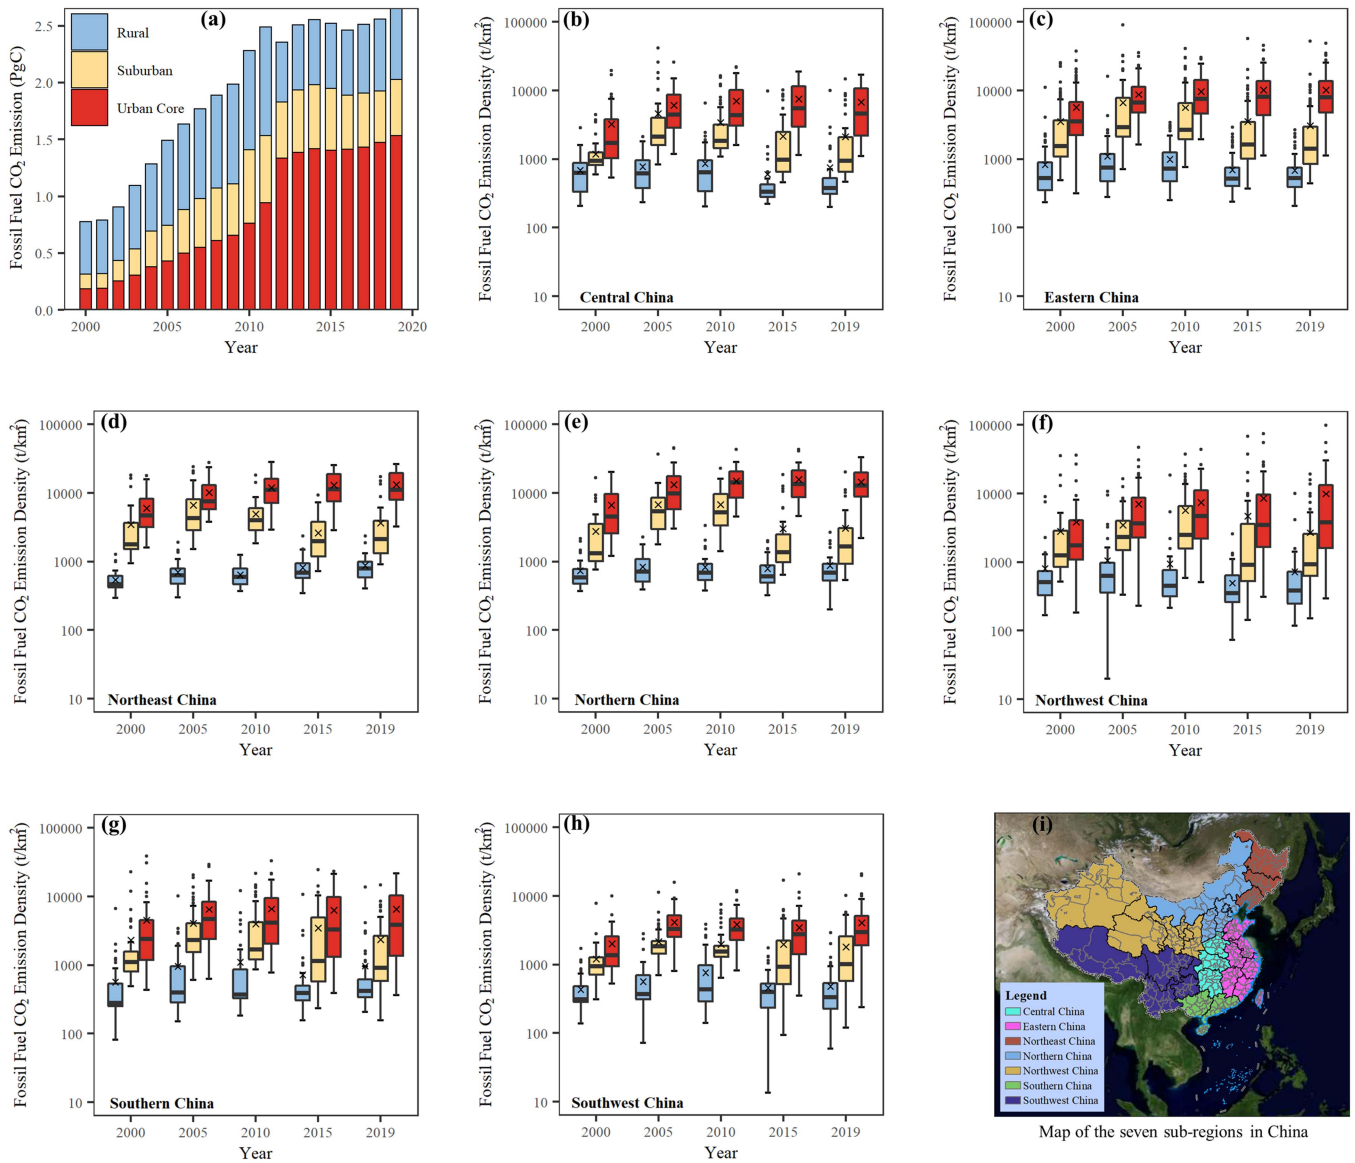 (a)
Rural
Suburban
Urban Core
Fossil Fuel CO₂ Emission (PgC)
2.5
2.0
1.5
1.0
0.5
0.0
2000 2005 2010 2015 2020
Year
(b)
Fossil Fuel CO₂ Emission Density (t/km²)
100000
10000
1000
100
10
Central China
2000 2005 2010 2015 2019
Year
(c)
Fossil Fuel CO₂ Emission Density (t/km²)
100000
10000
1000
100
10
Eastern China
2000 2005 2010 2015 2019
Year
(d)
Fossil Fuel CO₂ Emission Density (t/km²)
100000
10000
1000
100
10
Northeast China
2000 2005 2010 2015 2019
Year
(e)
Fossil Fuel CO₂ Emission Density (t/km²)
100000
10000
1000
100
10
Northern China
2000 2005 2010 2015 2019
Year
(f)
Fossil Fuel CO₂ Emission Density (t/km²)
100000
10000
1000
100
10
Northwest China
2000 2005 2010 2015 2019
Year
(g)
Fossil Fuel CO₂ Emission Density (t/km²)
100000
10000
1000
100
10
Southern China
2000 2005 2010 2015 2019
Year
(h)
Fossil Fuel CO₂ Emission Density (t/km²)
100000
10000
1000
100
10
Southwest China
2000 2005 2010 2015 2019
Year
(i)
Legend
Central China
Eastern China
Northeast China
Northern China
Northwest China
Southern China
Southwest China
Map of the seven sub-regions in China